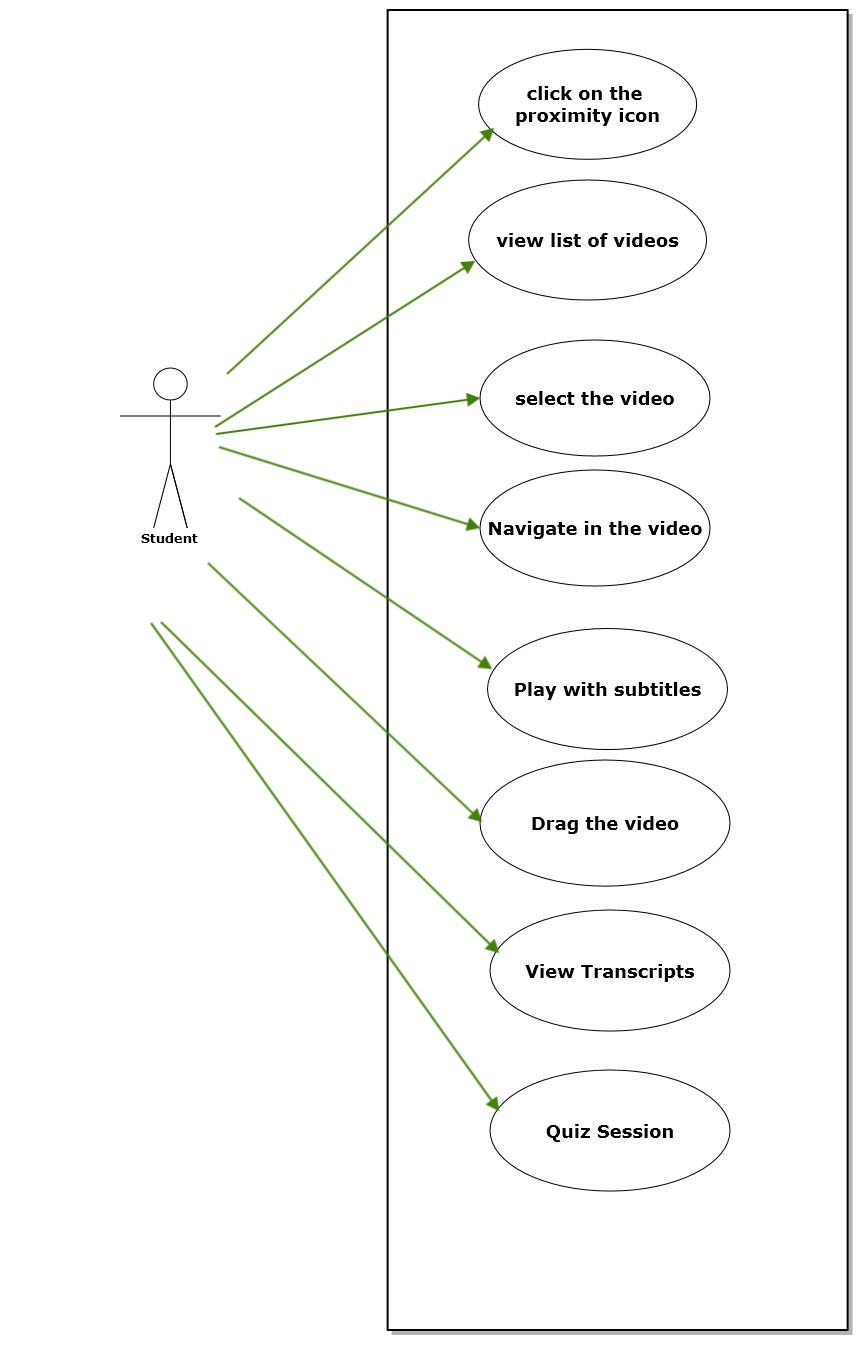 click on the
proximity icon
view list of videos
select the video
Navigate in the video
Student
Play with subtitles
Drag the video
View Transcripts
Quiz Session